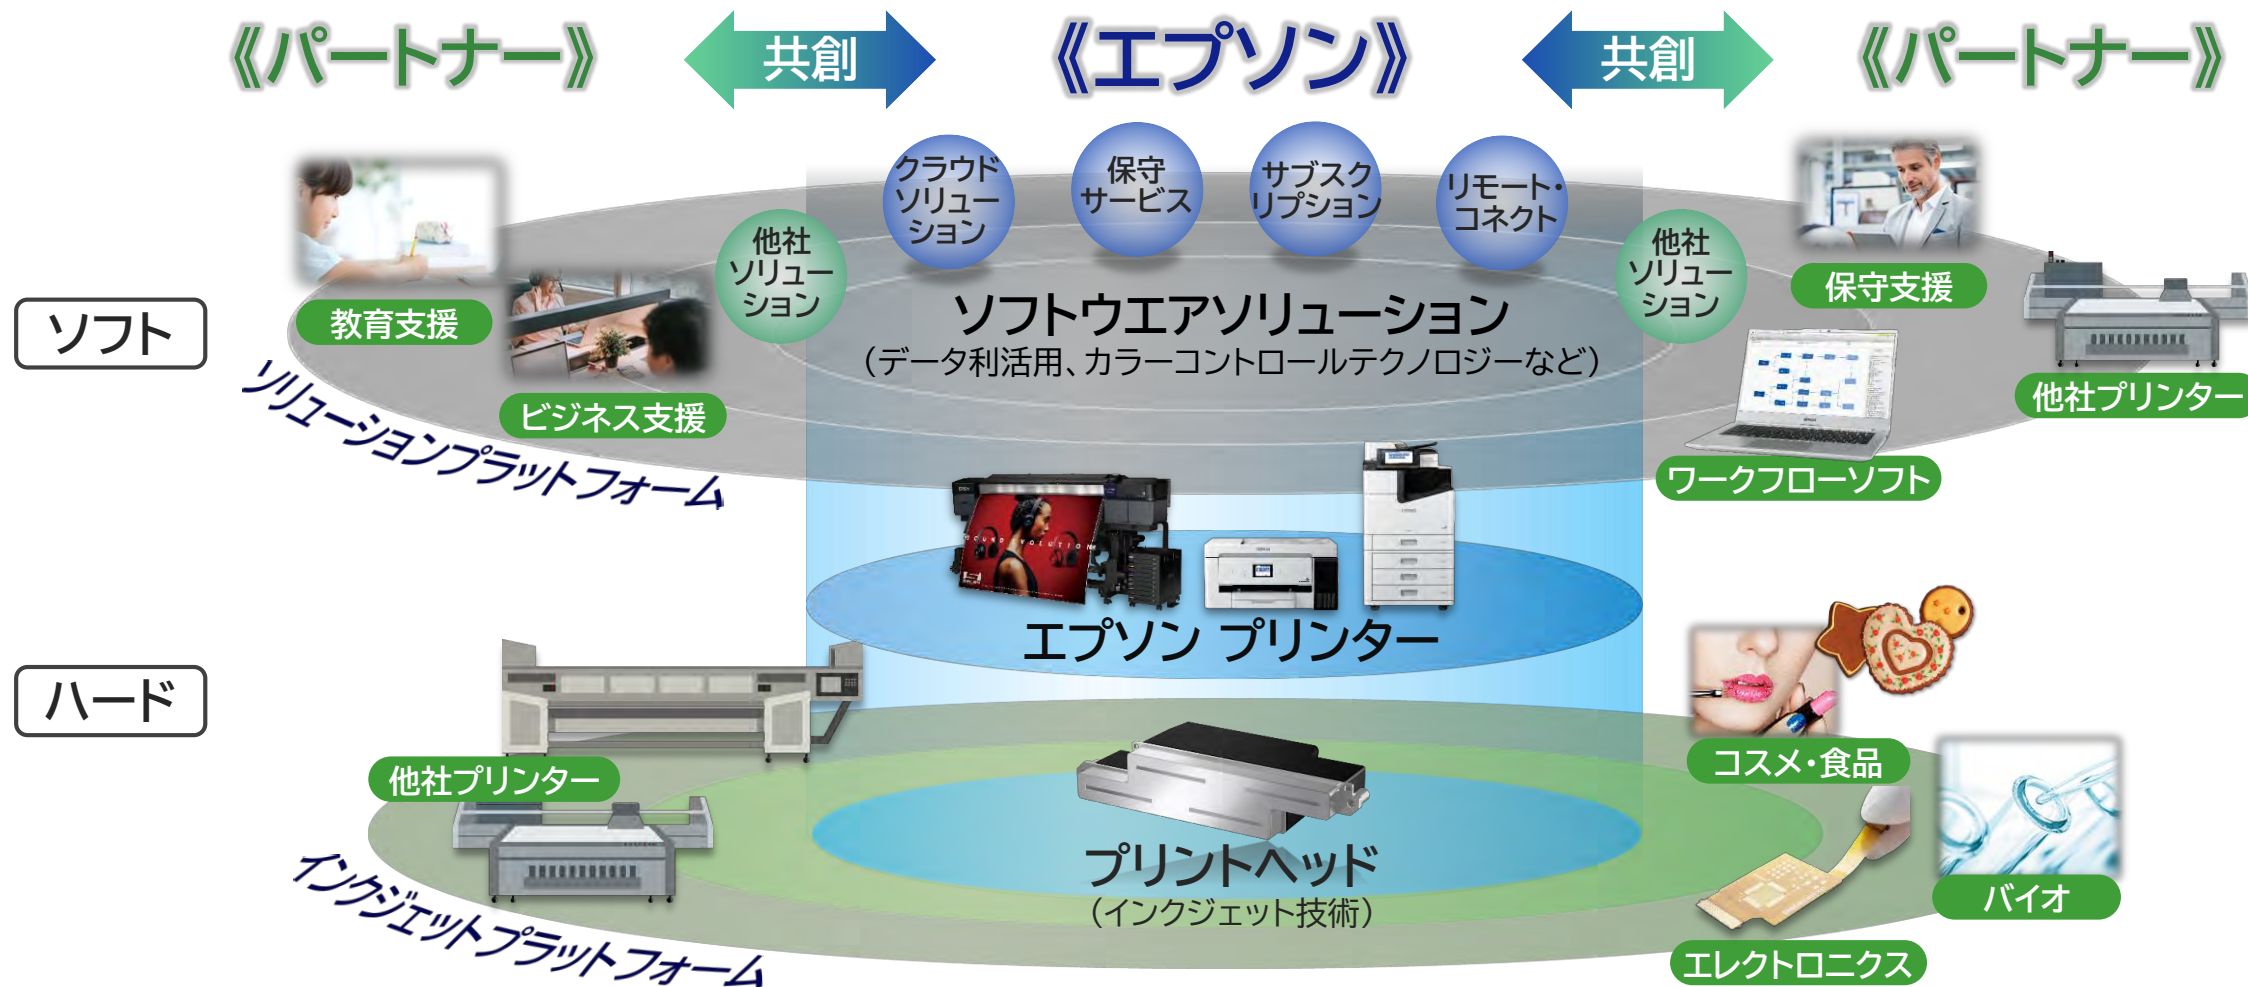 《パートナー》
共創
《エプソン》
共創
《パートナー》
クラウド
ソリュー
ション
保守
サービス
サブスク
リプション
リモート・
コネクト
他社
ソリュー
ション
他社
ソリュー
ション
教育支援
ビジネス支援
保守支援
他社プリンター
ワークフローソフト
ソフト
ソフトウエアソリューション
（データ利活用、カラーコントロールテクノロジーなど）
ソリューションプラットフォーム
エプソン プリンター
ハード
他社プリンター
コスメ・食品
バイオ
エレクトロニクス
プリントヘッド
（インクジェット技術）
インクジェットプラットフォーム